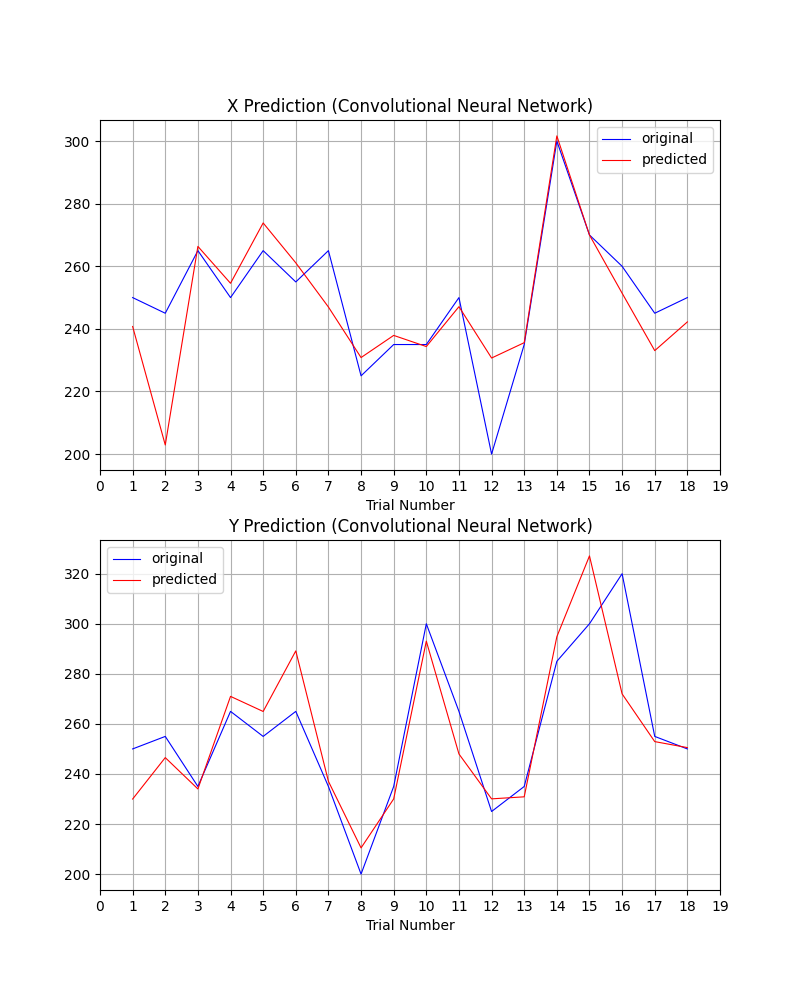 X Prediction (Convolutional Neural Network)
300
280
260
240
220
200
original
predicted
0 1 2 3 4 5 6 7 8 9 10 11 12 13 14 15 16 17 18 19
Trial Number
Y Prediction (Convolutional Neural Network)
320
300
280
260
240
220
200
original
predicted
0 1 2 3 4 5 6 7 8 9 10 11 12 13 14 15 16 17 18 19
Trial Number